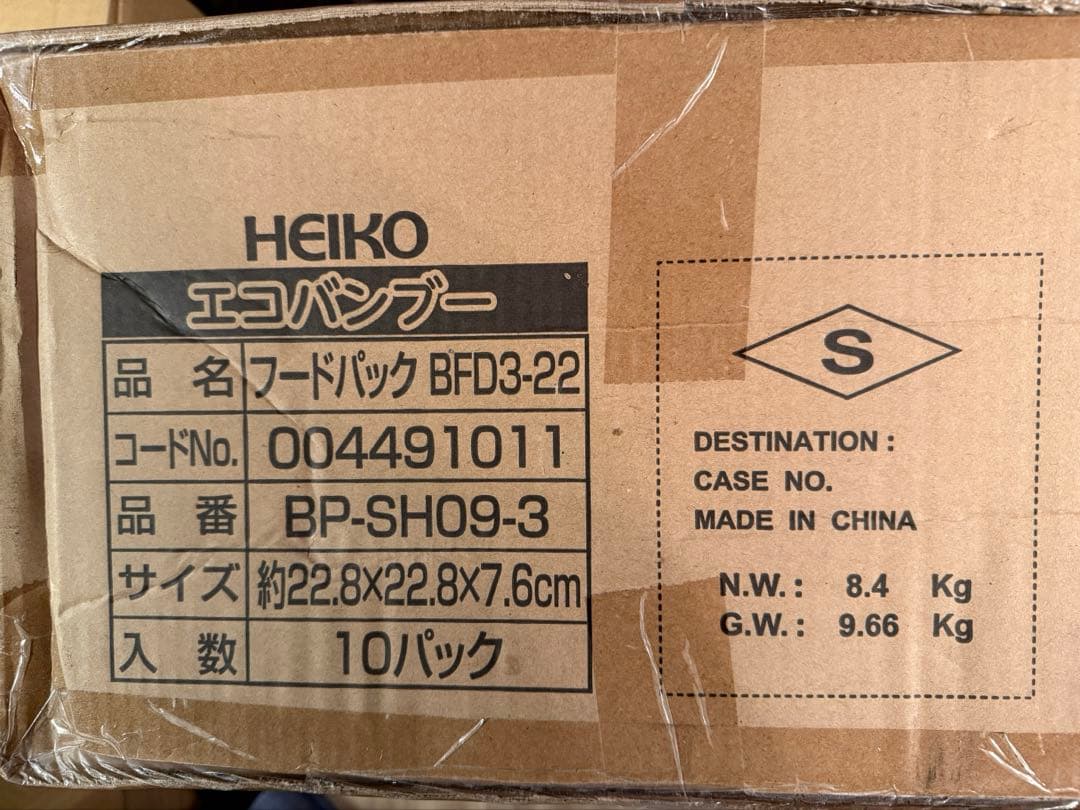 HEIKO
エコバンブー
品 名 フードパック BFD3-22
コードNo. 004491011
品 番 BP-SH09-3
サイズ 約22.8×22.8×7.6cm
入 数 10パック
S
DESTINATION :
CASE NO.
MADE IN CHINA
N.W. : 8.4 Kg
G.W. : 9.66 Kg